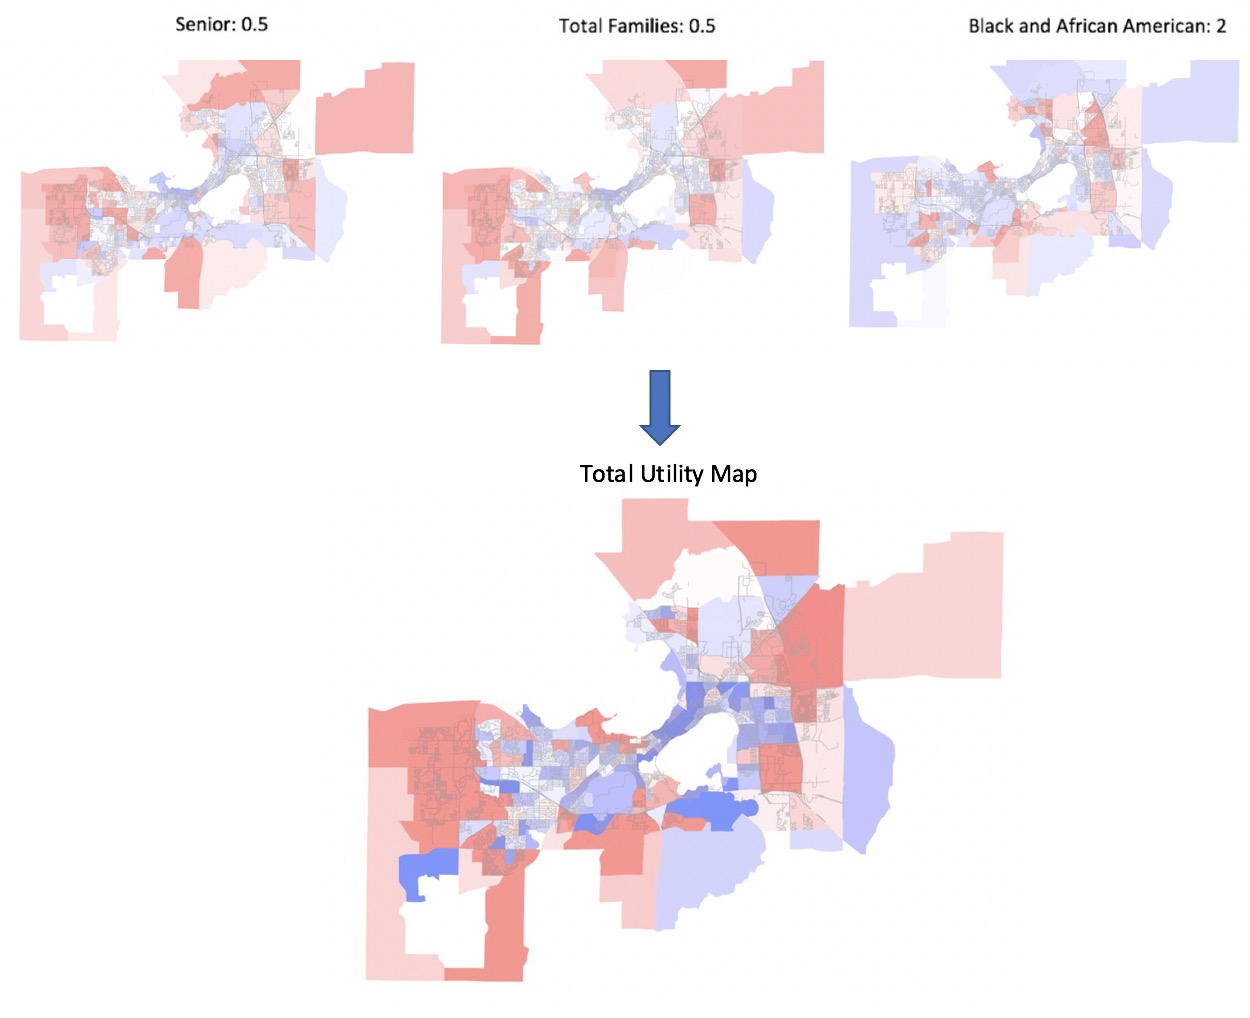 Senior: 0.5
Total Families: 0.5
Black and African American: 2
Total Utility Map